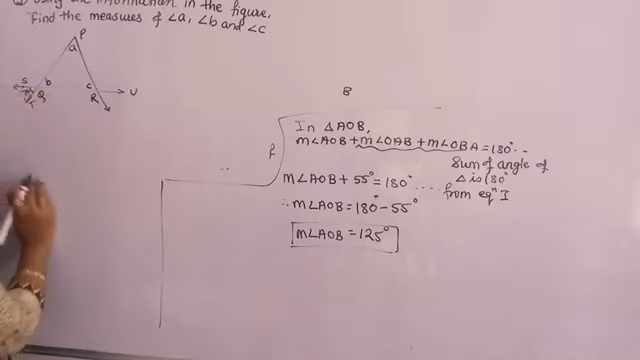 Using the information in the figure,
find the measures of ∠a, ∠b and ∠c.
P
a
S
b
c
Q
T
R
U
B
In △AOB,
m∠AOB + m∠OAB + m∠OBA = 180° ..
Sum of angle of
△ is 180°
m∠AOB + 55° = 180° ..... from eqⁿ I
∴ m∠AOB = 180° - 55°
m∠AOB = 125°